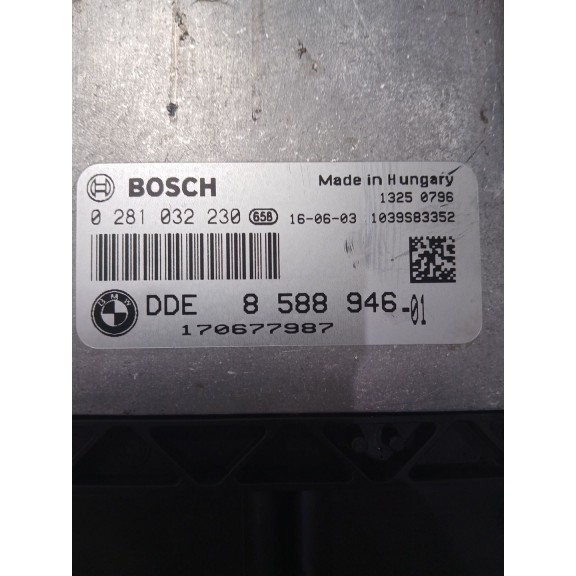 BOSCH
Made in Hungary
1325 0796
0 281 032 230 658 16-06-03 1039S83352
BMW DDE 8 588 946-01
170677987